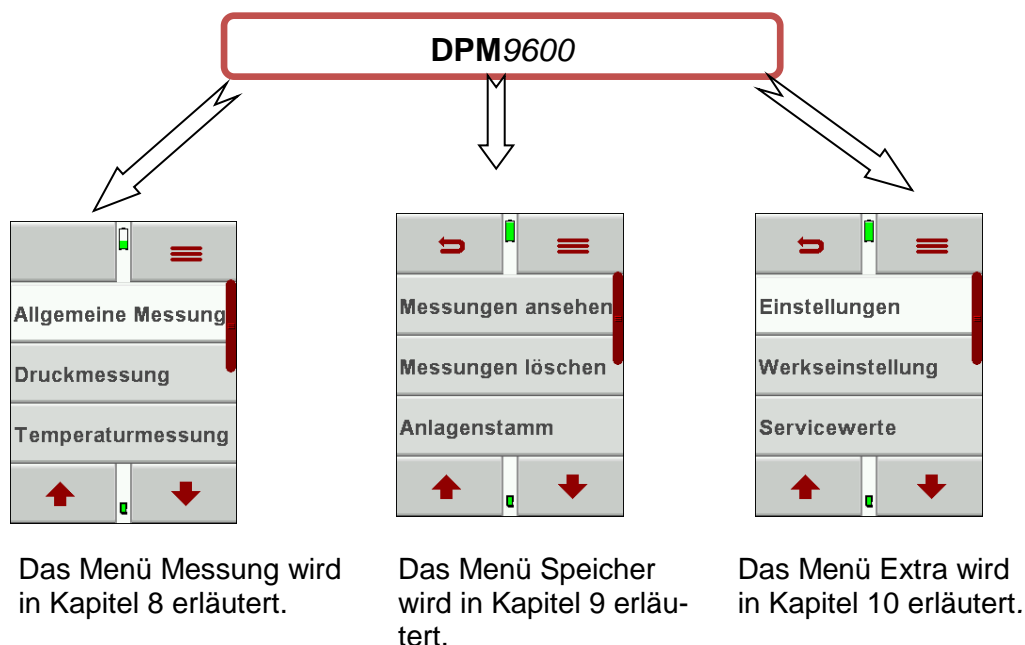 DPM9600
Allgemeine Messung
Druckmessung
Temperaturmessung
Messungen ansehen
Messungen löschen
Anlagenstamm
Einstellungen
Werkseinstellung
Servicewerte
Das Menü Messung wird
in Kapitel 8 erläutert.
Das Menü Speicher
wird in Kapitel 9 erläu-
tert.
Das Menü Extra wird
in Kapitel 10 erläutert.